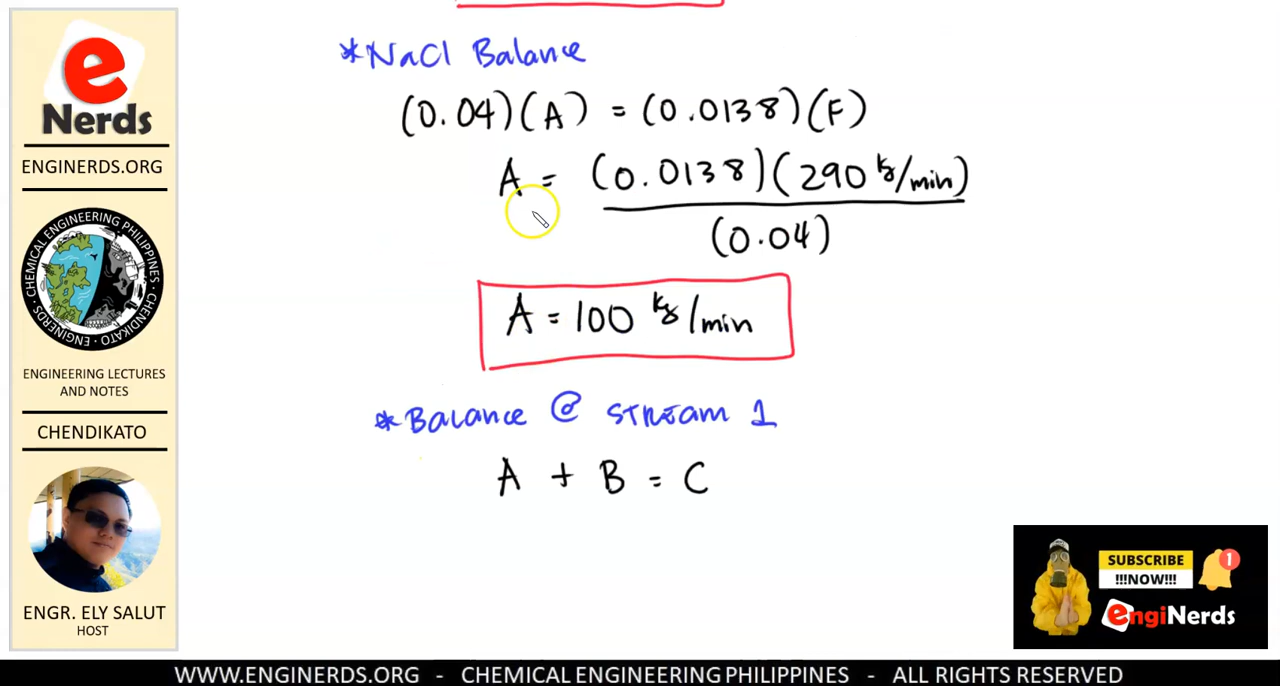 e
Nerds
ENGINERDS.ORG
CHEMICAL ENGINEERING PHILIPPINES
ENGINERDS - CHENDIKATO
ENGINEERING LECTURES
AND NOTES
CHENDIKATO
ENGR. ELY SALUT
HOST
*NaCl Balance
(0.04)(A) = (0.0138)(F)
A = (0.0138)(290 kg/min)
(0.04)
A = 100 kg/min
*Balance @ STREAM 1
A + B = C
SUBSCRIBE
1
!!!NOW!!!
engiNerds
WWW.ENGINERDS.ORG - CHEMICAL ENGINEERING PHILIPPINES - ALL RIGHTS RESERVED